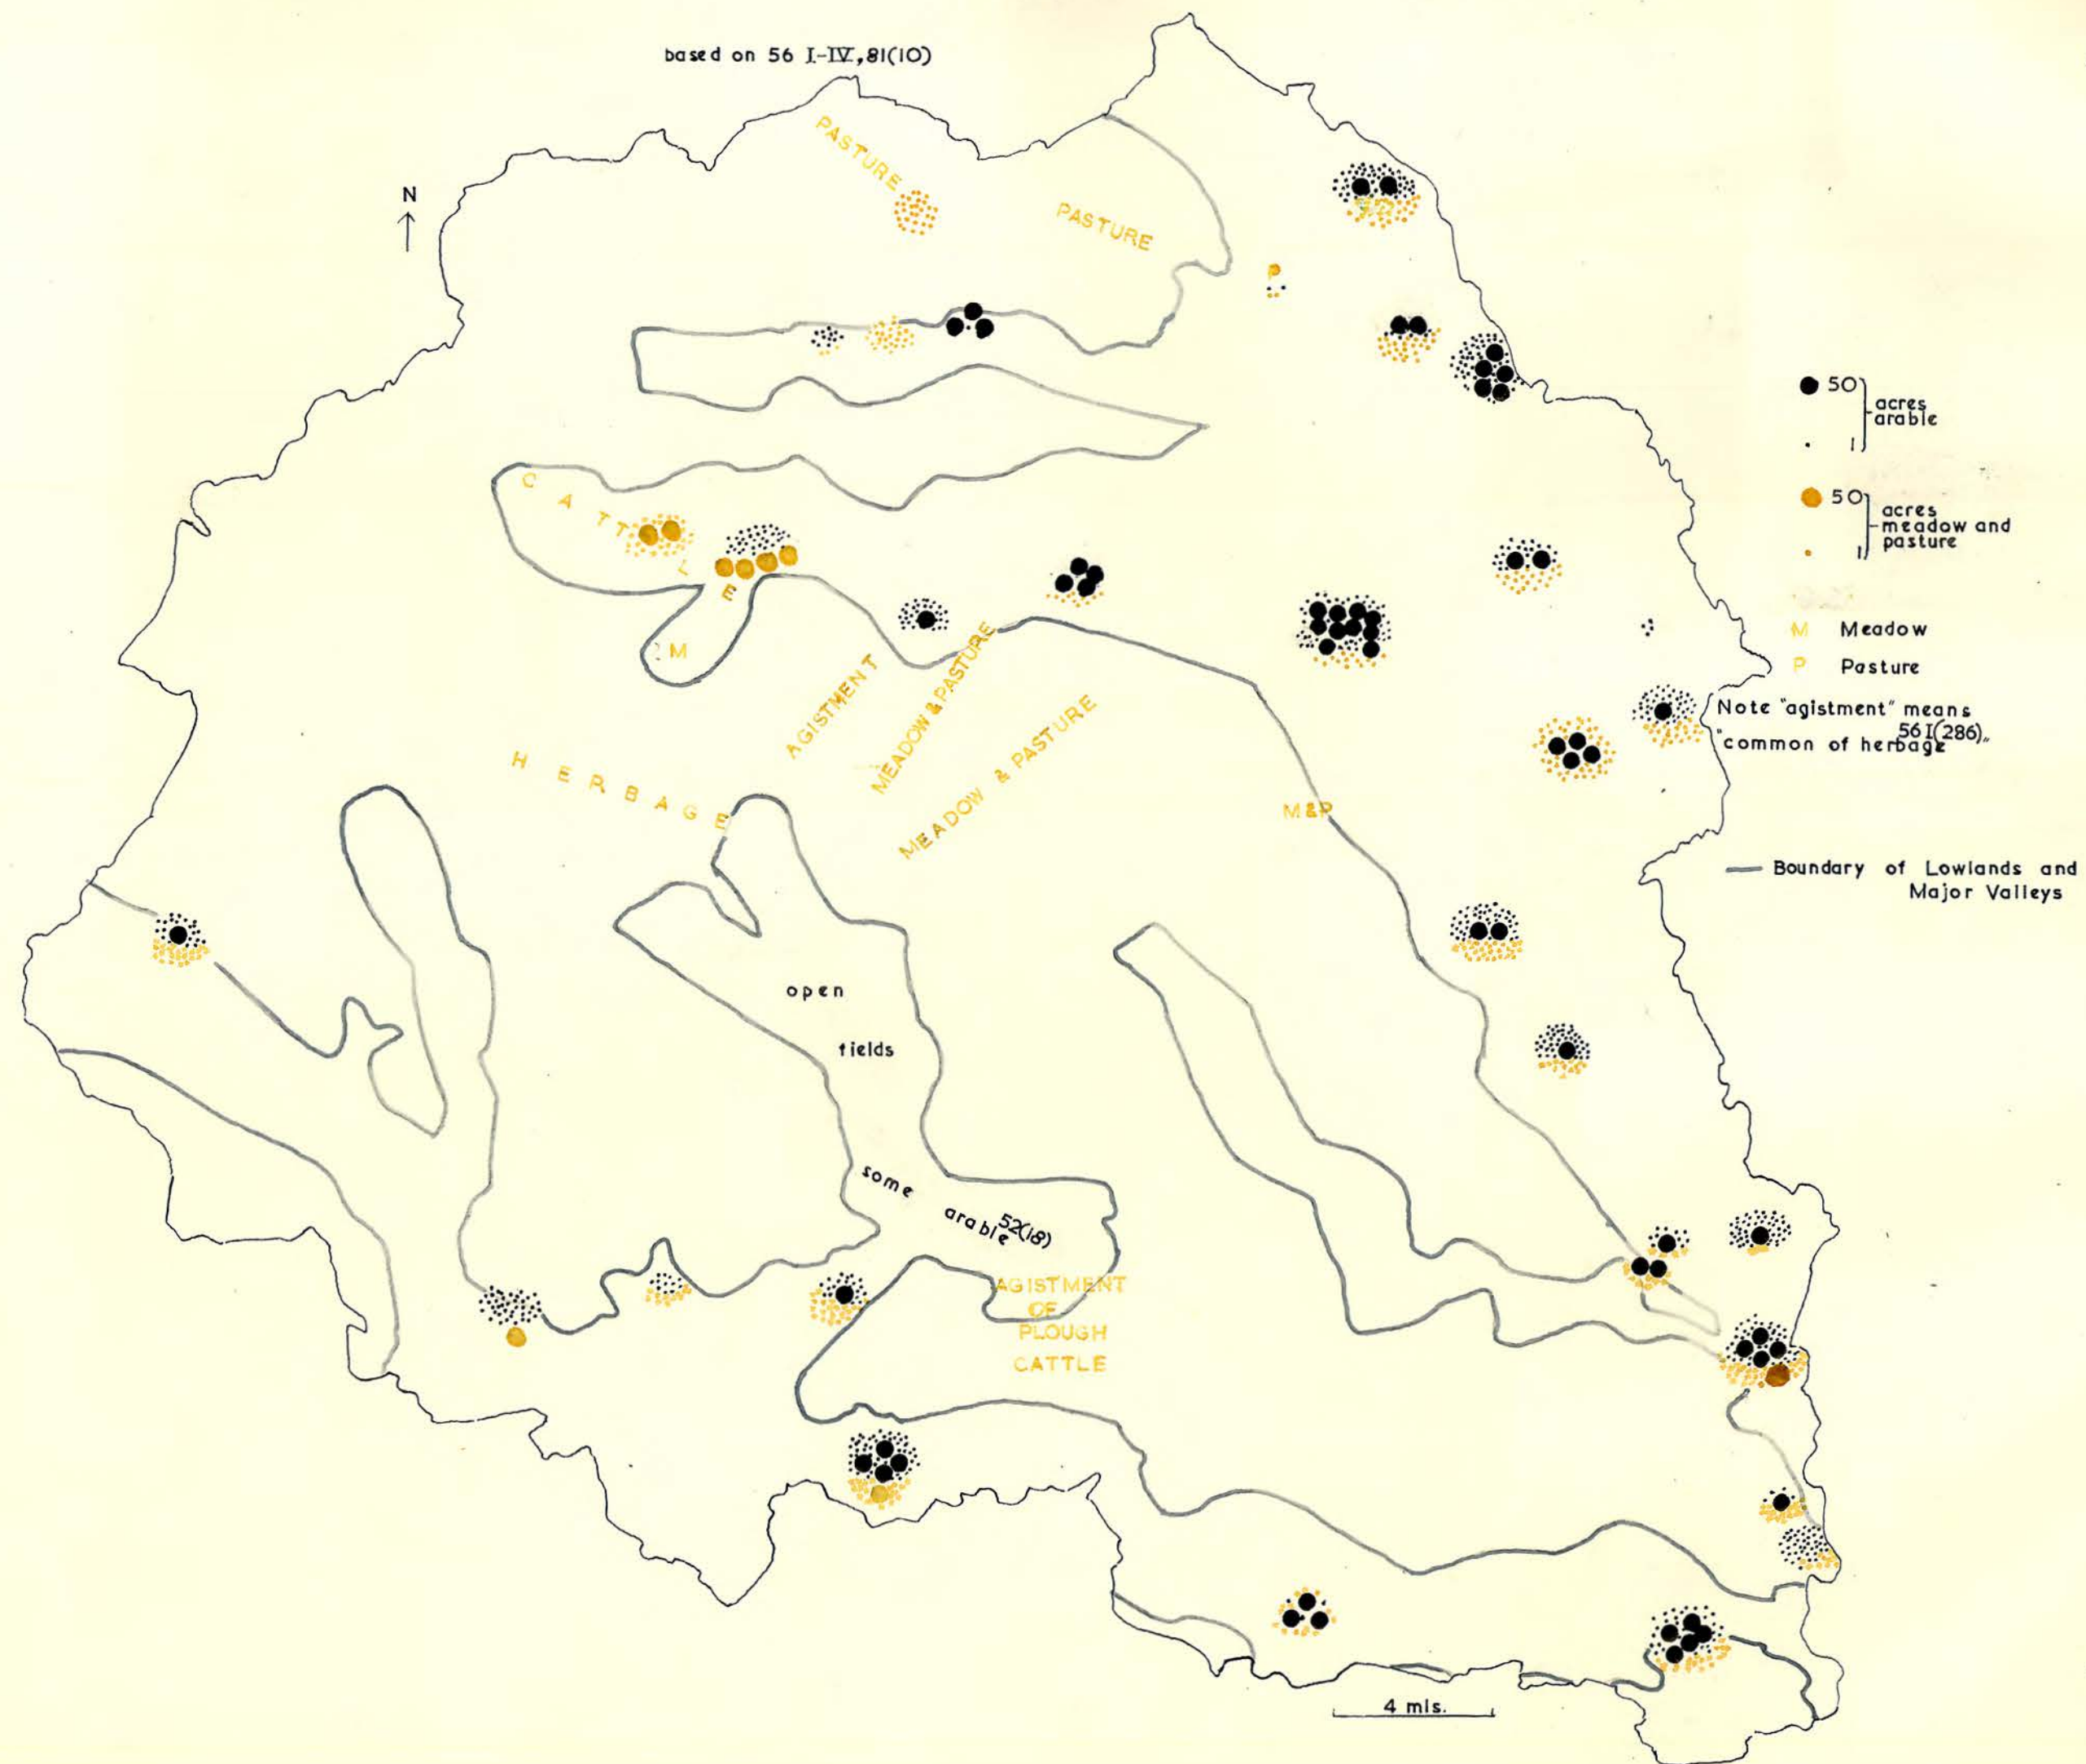 based on 56 I-IV, 81(10)
N
PASTURE
PASTURE
P
50
acres
arable
1
50
acres
meadow and
pasture
1
M Meadow
P Pasture
Note "agistment" means
56 I(286)
"common of herbage"
Boundary of Lowlands and
Major Valleys
CATTLE
M
AGISTMENT
MEADOW & PASTURE
MEADOW & PASTURE
HERBAGE
M&P
open
fields
some
arable 52(18)
AGISTMENT
OF
PLOUGH
CATTLE
4 mls.